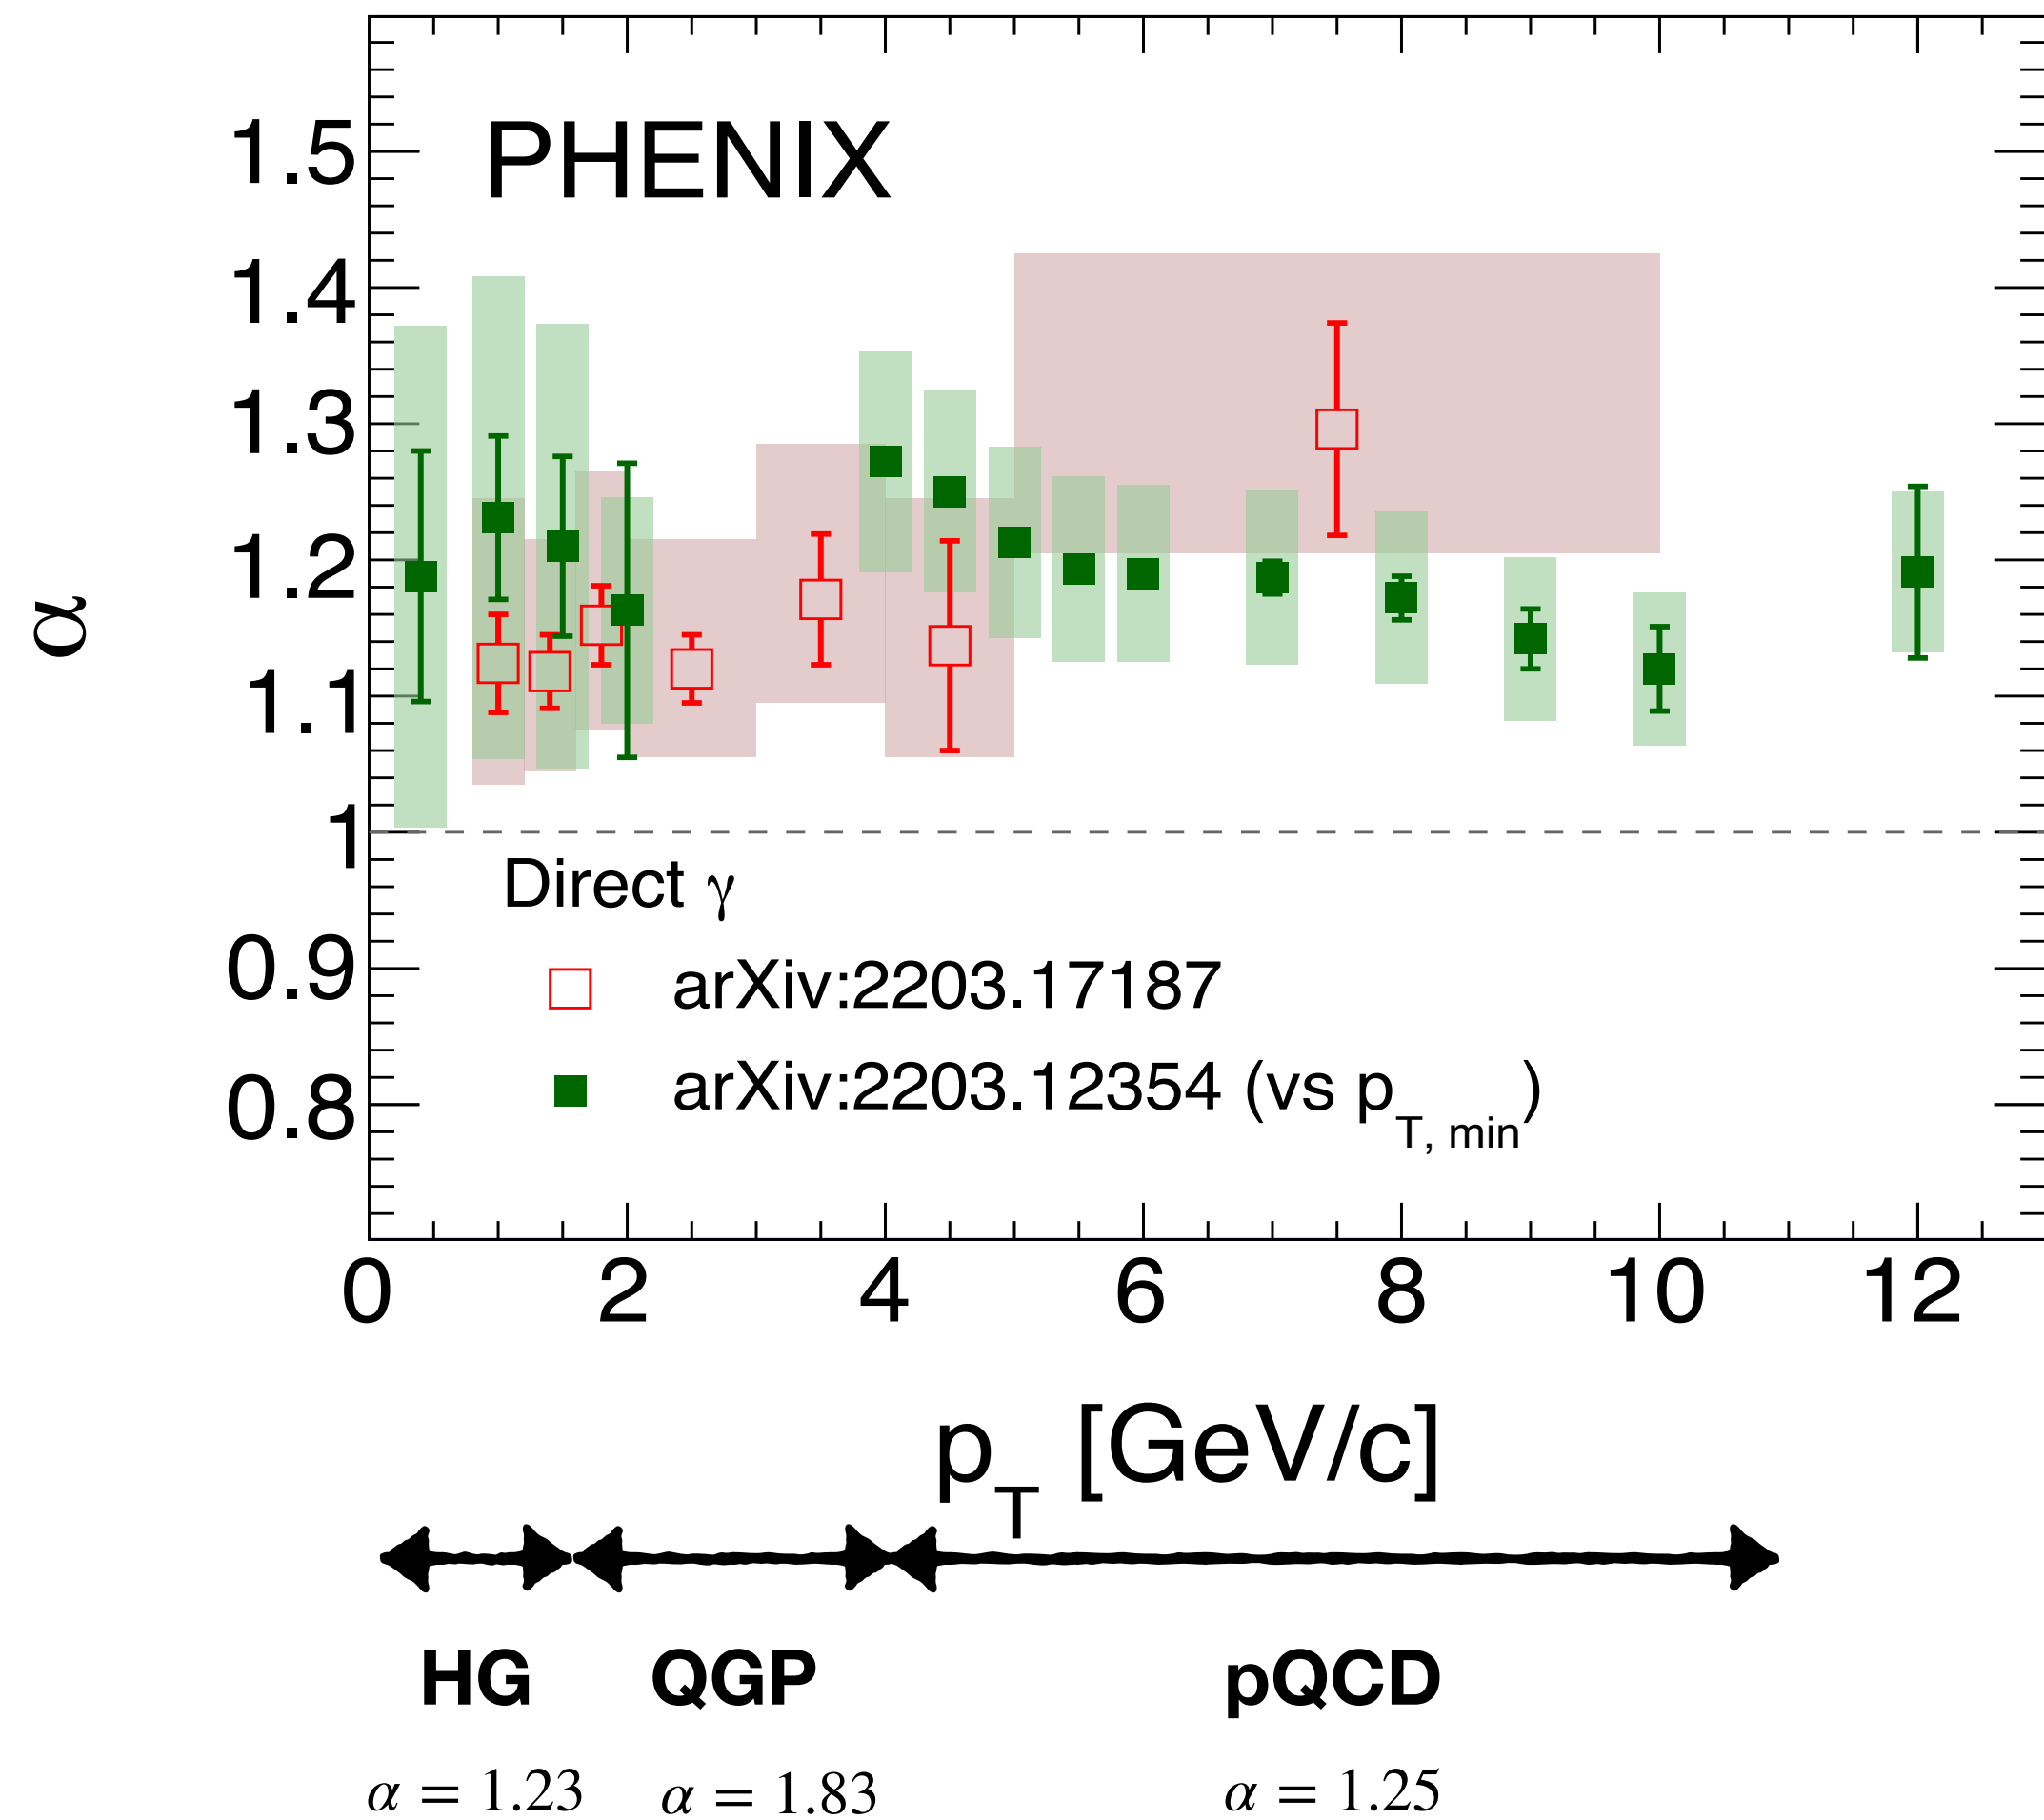 PHENIX
1.5
1.4
1.3
1.2
1.1
1
0.9
0.8
α
Direct γ
arXiv:2203.17187
arXiv:2203.12354 (vs p_T, min)
0 2 4 6 8 10 12
p_T [GeV/c]
HG QGP pQCD
α = 1.23 α = 1.83 α = 1.25